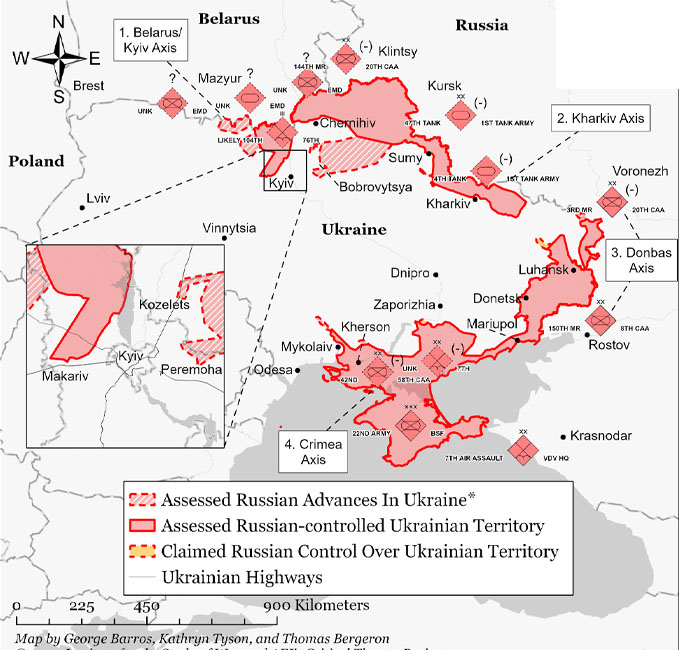 Belarus
Russia
1. Belarus/
Kyiv Axis
N
W
E
S
Brest
Mazyur
?
?
?
UNK
EMD
UNK
EMD
144TH MR
UNK
EMD
xx
(-)
Klintsy
20TH CAA
Kursk
xx
(-)
47TH TANK
1ST TANK ARMY
2. Kharkiv Axis
III
Chernihiv
LIKELY 104TH
76TH
Poland
Kyiv
Bobrovytsya
Sumy
xx
(-)
4TH TANK
1ST TANK ARMY
Kharkiv
Voronezh
xx
(-)
3RD MR
20TH CAA
Lviv
Vinnytsia
Ukraine
3. Donbas
Axis
Luhansk
Dnipro
Donetsk
Zaporizhia
xx
150TH MR
8TH CAA
Rostov
Kozelets
Kyiv
Makariv
Peremoha
Kherson
Mariupol
Mykolaiv
Odesa
xx
(-)
42ND
58TH CAA
xx
(-)
UNK
7TH
xxx
22ND ARMY
BSF
4. Crimea
Axis
Krasnodar
xx
7TH AIR ASSAULT
VDV HQ
Assessed Russian Advances In Ukraine*
Assessed Russian-controlled Ukrainian Territory
Claimed Russian Control Over Ukrainian Territory
Ukrainian Highways
0 225 450 900 Kilometers
Map by George Barros, Kathryn Tyson, and Thomas Bergeron